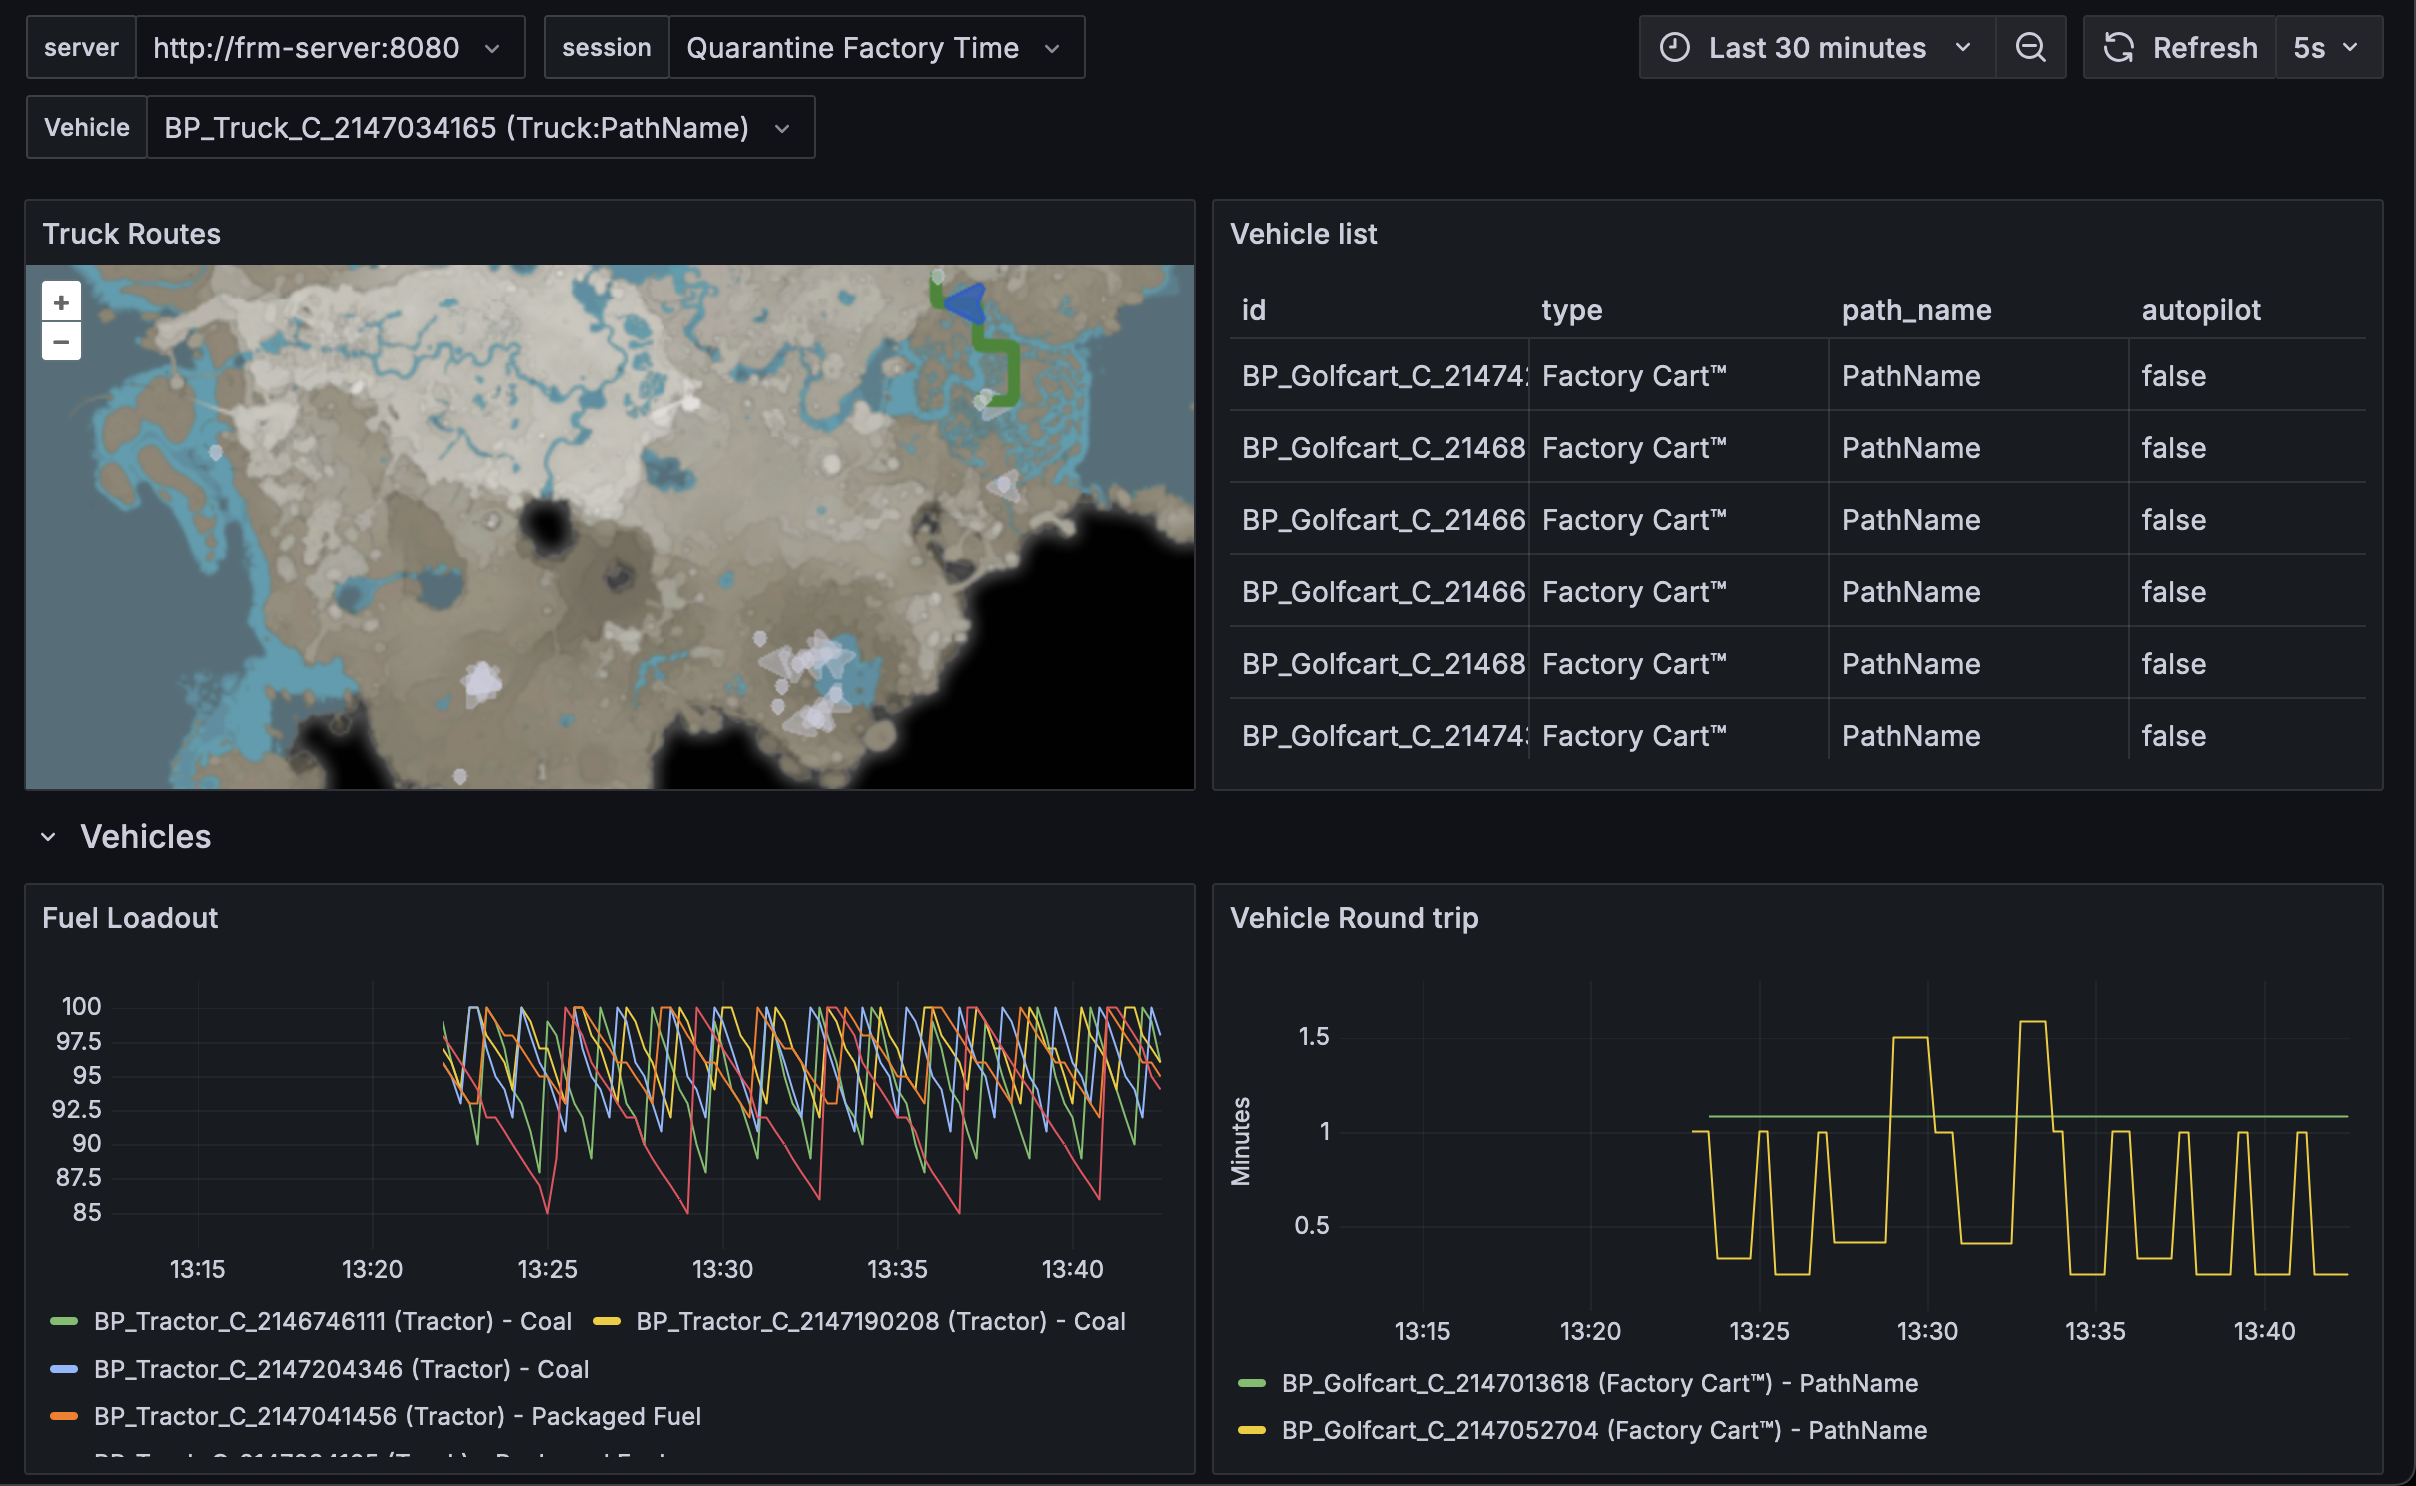 server http://frm-server:8080 session Quarantine Factory Time Last 30 minutes Refresh 5s
Vehicle BP_Truck_C_2147034165 (Truck:PathName)
Truck Routes
+
−
Vehicle list
id type path_name autopilot
BP_Golfcart_C_21474 Factory Cart™ PathName false
BP_Golfcart_C_21468 Factory Cart™ PathName false
BP_Golfcart_C_21466 Factory Cart™ PathName false
BP_Golfcart_C_21466 Factory Cart™ PathName false
BP_Golfcart_C_21468 Factory Cart™ PathName false
BP_Golfcart_C_21474 Factory Cart™ PathName false
Vehicles
Fuel Loadout
100
97.5
95
92.5
90
87.5
85
13:15 13:20 13:25 13:30 13:35 13:40
BP_Tractor_C_2146746111 (Tractor) - Coal BP_Tractor_C_2147190208 (Tractor) - Coal
BP_Tractor_C_2147204346 (Tractor) - Coal
BP_Tractor_C_2147041456 (Tractor) - Packaged Fuel
Vehicle Round trip
Minutes
1.5
1
0.5
13:15 13:20 13:25 13:30 13:35 13:40
BP_Golfcart_C_2147013618 (Factory Cart™) - PathName
BP_Golfcart_C_2147052704 (Factory Cart™) - PathName